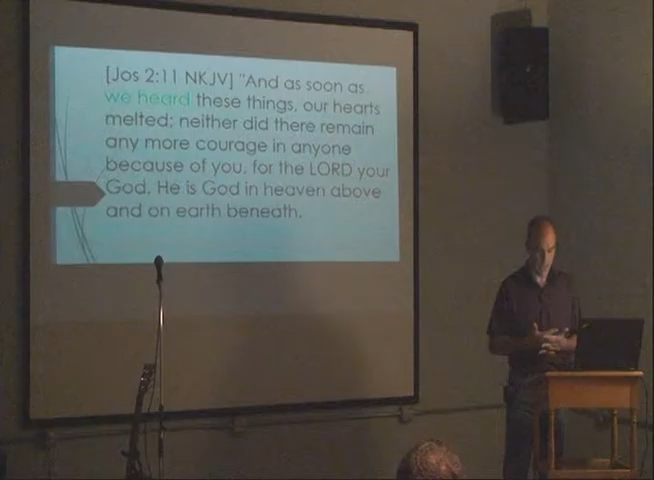 [Jos 2:11 NKJV] "And as soon as
we heard these things, our hearts
melted; neither did there remain
any more courage in anyone
because of you, for the LORD your
God, He is God in heaven above
and on earth beneath.